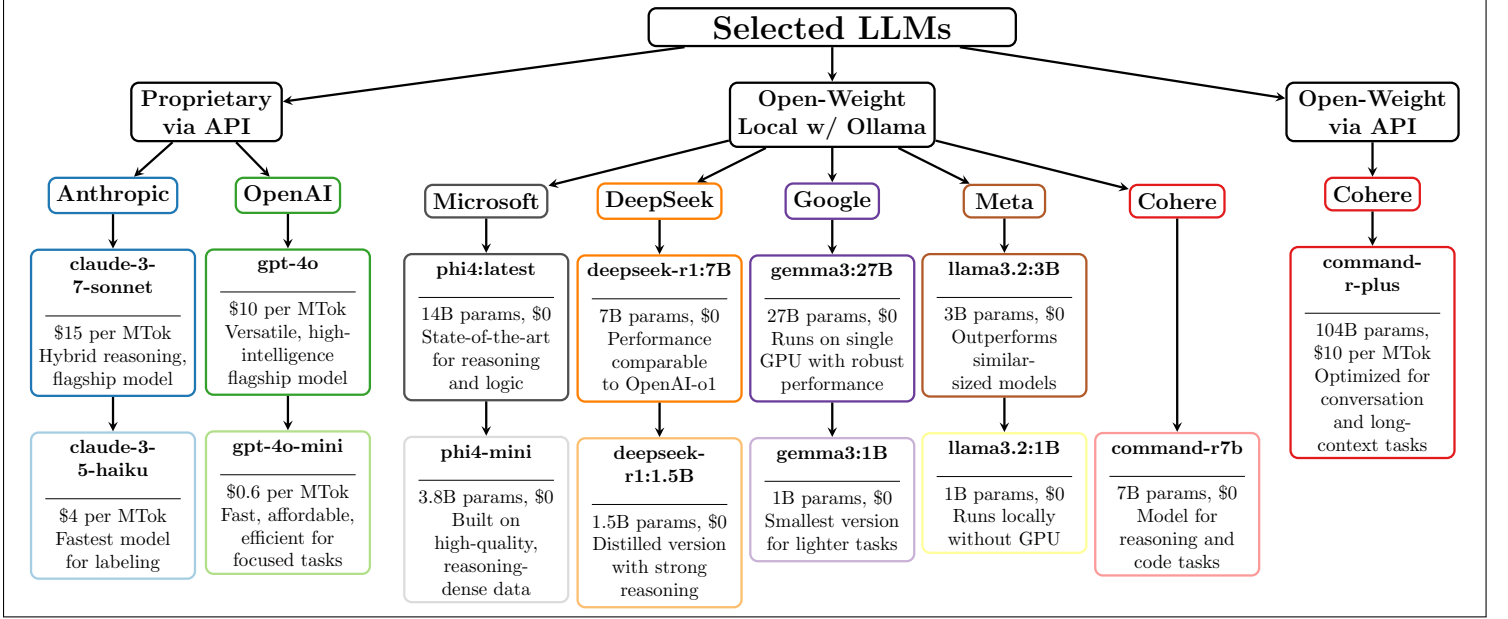 Selected LLMs
Proprietary
via API
Open-Weight
Local w/ Ollama
Open-Weight
via API
Anthropic
OpenAI
Microsoft
DeepSeek
Google
Meta
Cohere
Cohere
claude-3-
7-sonnet
$15 per MTok
Hybrid reasoning,
flagship model
gpt-4o
$10 per MTok
Versatile, high-
intelligence
flagship model
phi4:latest
14B params, $0
State-of-the-art
for reasoning
and logic
deepseek-r1:7B
7B params, $0
Performance
comparable
to OpenAI-o1
gemma3:27B
27B params, $0
Runs on single
GPU with robust
performance
llama3.2:3B
3B params, $0
Outperforms
similar-
sized models
command-
r-plus
104B params,
$10 per MTok
Optimized for
conversation
and long-
context tasks
claude-3-
5-haiku
$4 per MTok
Fastest model
for labeling
gpt-4o-mini
$0.6 per MTok
Fast, affordable,
efficient for
focused tasks
phi4-mini
3.8B params, $0
Built on
high-quality,
reasoning-
dense data
deepseek-
r1:1.5B
1.5B params, $0
Distilled version
with strong
reasoning
gemma3:1B
1B params, $0
Smallest version
for lighter tasks
llama3.2:1B
1B params, $0
Runs locally
without GPU
command-r7b
7B params, $0
Model for
reasoning and
code tasks